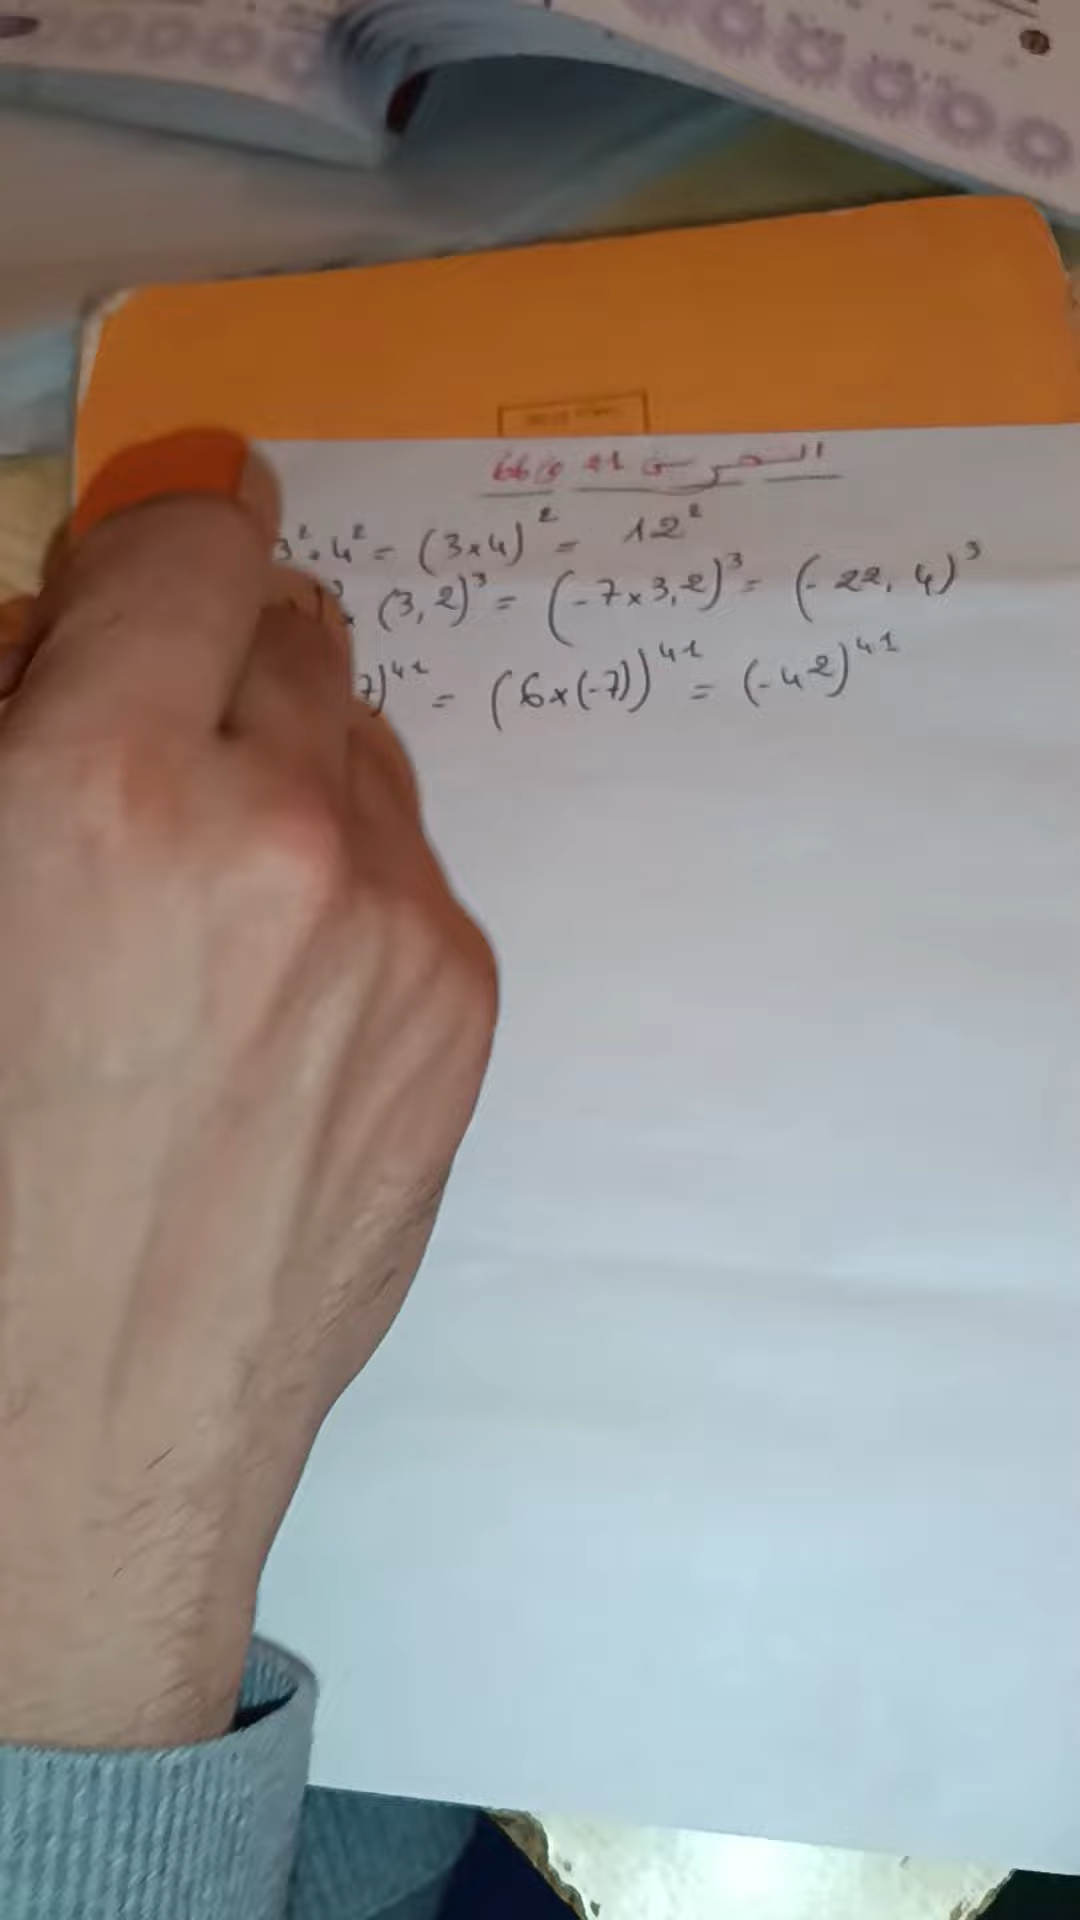 التمرين 21 ص 66
3² × 4² = (3×4)² = 12²
× (3,2)³ = (-7×3,2)³ = (-22,4)³
7)⁴¹ = (6×(-7))⁴¹ = (-42)⁴¹